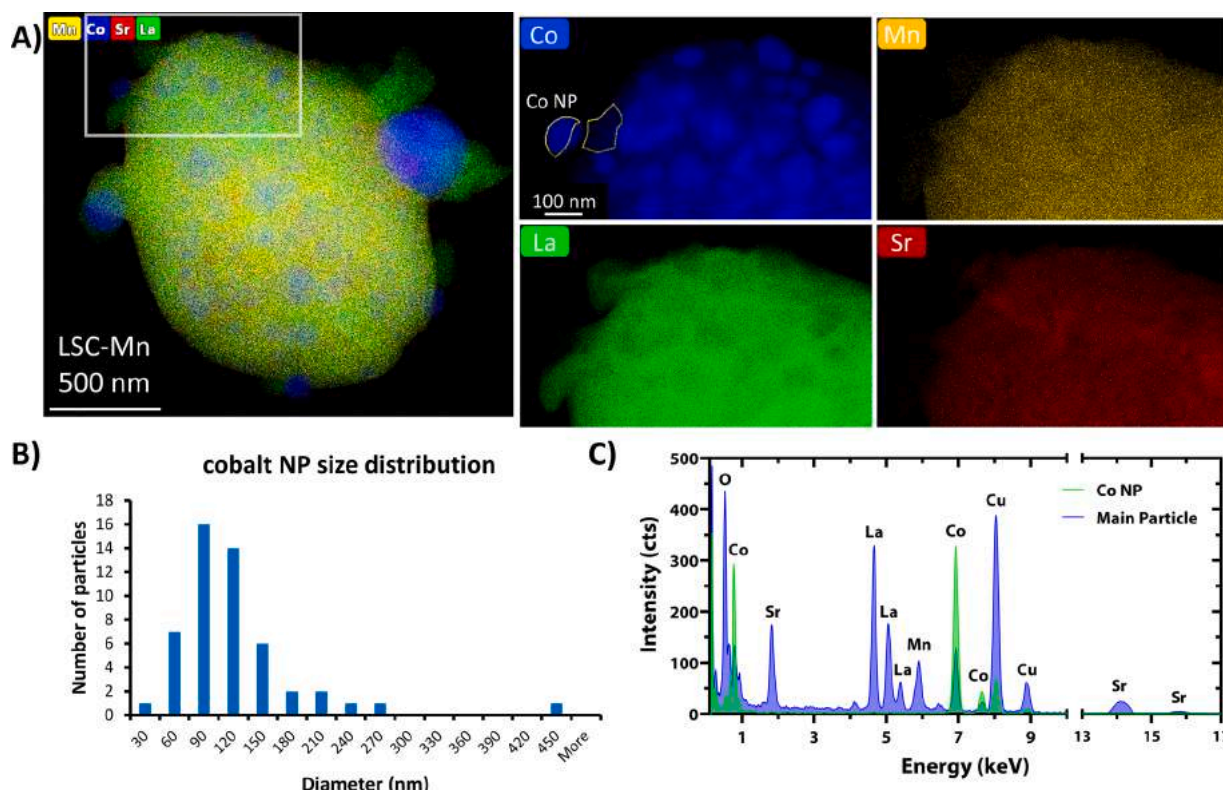 A)
Mn Co Sr La
LSC-Mn
500 nm
Co
Co NP
100 nm
Mn
La
Sr
B)
cobalt NP size distribution
Number of particles
18
16
14
12
10
8
6
4
2
0
30 60 90 120 150 180 210 240 270 300 330 360 390 420 450 More
Diameter (nm)
C)
Intensity (cts)
500
400
300
200
100
0
O
Co
Sr
La
La
La
Mn
Co
Co
Cu
Cu
Sr
Sr
Co NP
Main Particle
1 3 5 7 9 13 15 17
Energy (keV)